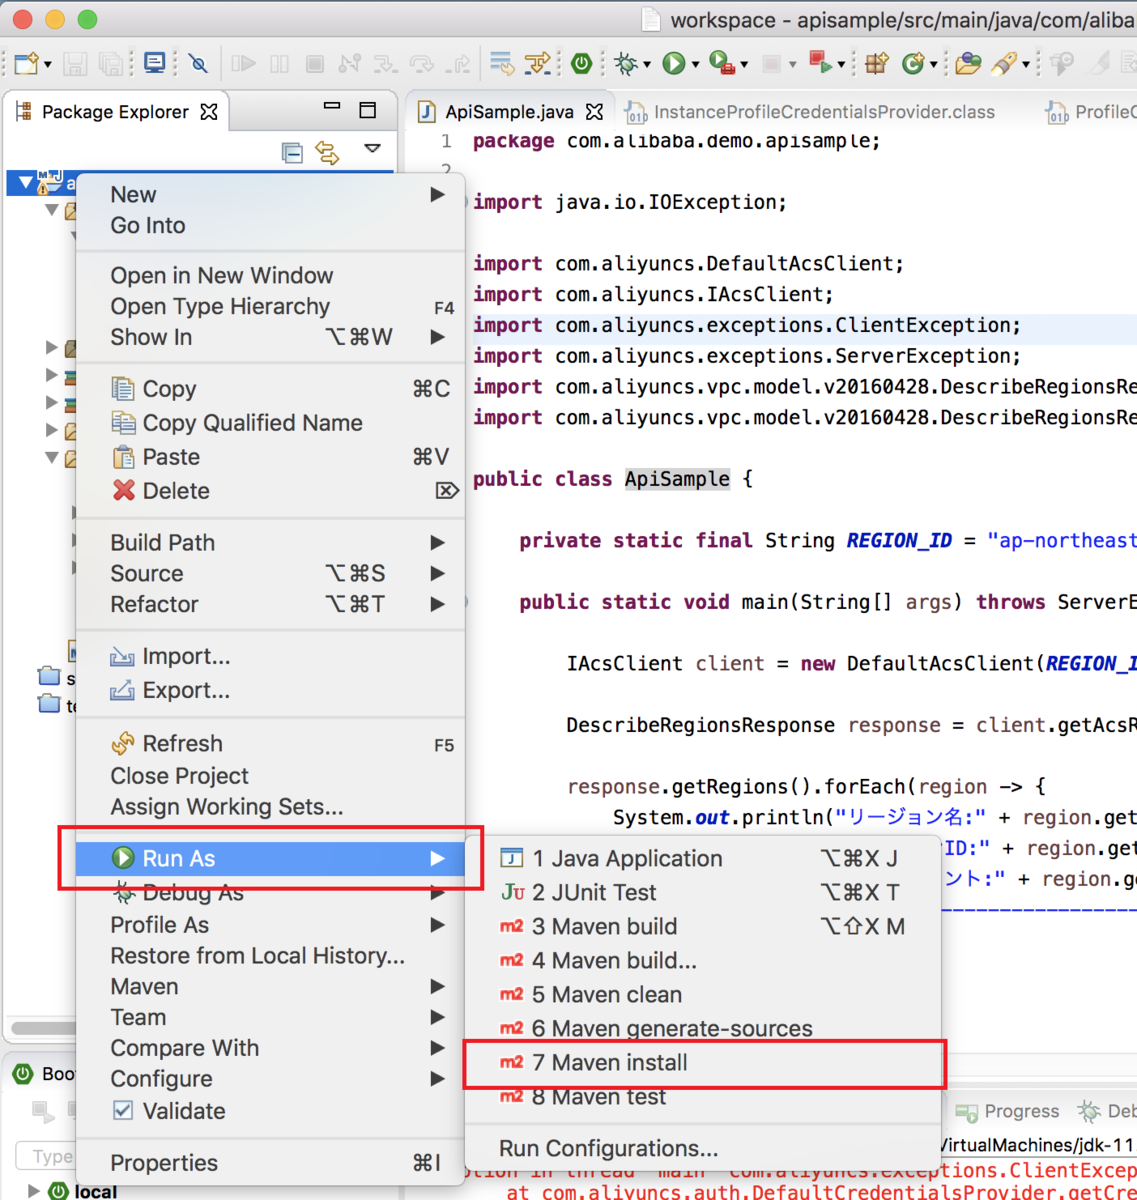 workspace - apisample/src/main/java/com/aliba
Package Explorer
ApiSample.java
InstanceProfileCredentialsProvider.class
ProfileC
1 package com.alibaba.demo.apisample;
2
import java.io.IOException;
import com.aliyuncs.DefaultAcsClient;
import com.aliyuncs.IAcsClient;
import com.aliyuncs.exceptions.ClientException;
import com.aliyuncs.exceptions.ServerException;
import com.aliyuncs.vpc.model.v20160428.DescribeRegionsRe
import com.aliyuncs.vpc.model.v20160428.DescribeRegionsRe
public class ApiSample {
private static final String REGION_ID = "ap-northeast
public static void main(String[] args) throws ServerE
IAcsClient client = new DefaultAcsClient(REGION_I
DescribeRegionsResponse response = client.getAcsR
response.getRegions().forEach(region -> {
System.out.println("リージョン名:" + region.get
ID:" + region.get
ント:" + region.g
New
Go Into
Open in New Window
Open Type Hierarchy F4
Show In ⌥⌘W
Copy ⌘C
Copy Qualified Name
Paste ⌘V
Delete ⌦
Build Path
Source ⌥⌘S
Refactor ⌥⌘T
Import...
Export...
Refresh F5
Close Project
Assign Working Sets...
Run As
Debug As
Profile As
Restore from Local History...
Maven
Team
Compare With
Configure
Validate
Properties ⌘I
1 Java Application ⌥⌘X J
JU 2 JUnit Test ⌥⌘X T
m2 3 Maven build ⌥⇧X M
m2 4 Maven build...
m2 5 Maven clean
m2 6 Maven generate-sources
m2 7 Maven install
m2 8 Maven test
Run Configurations...
Boo
Type
local
Progress
Deb
VirtualMachines/jdk-11.
com.aliyuncs.exceptions.ClientExcep
at com.aliyuncs.auth.DefaultCredentialsProvider.getCre